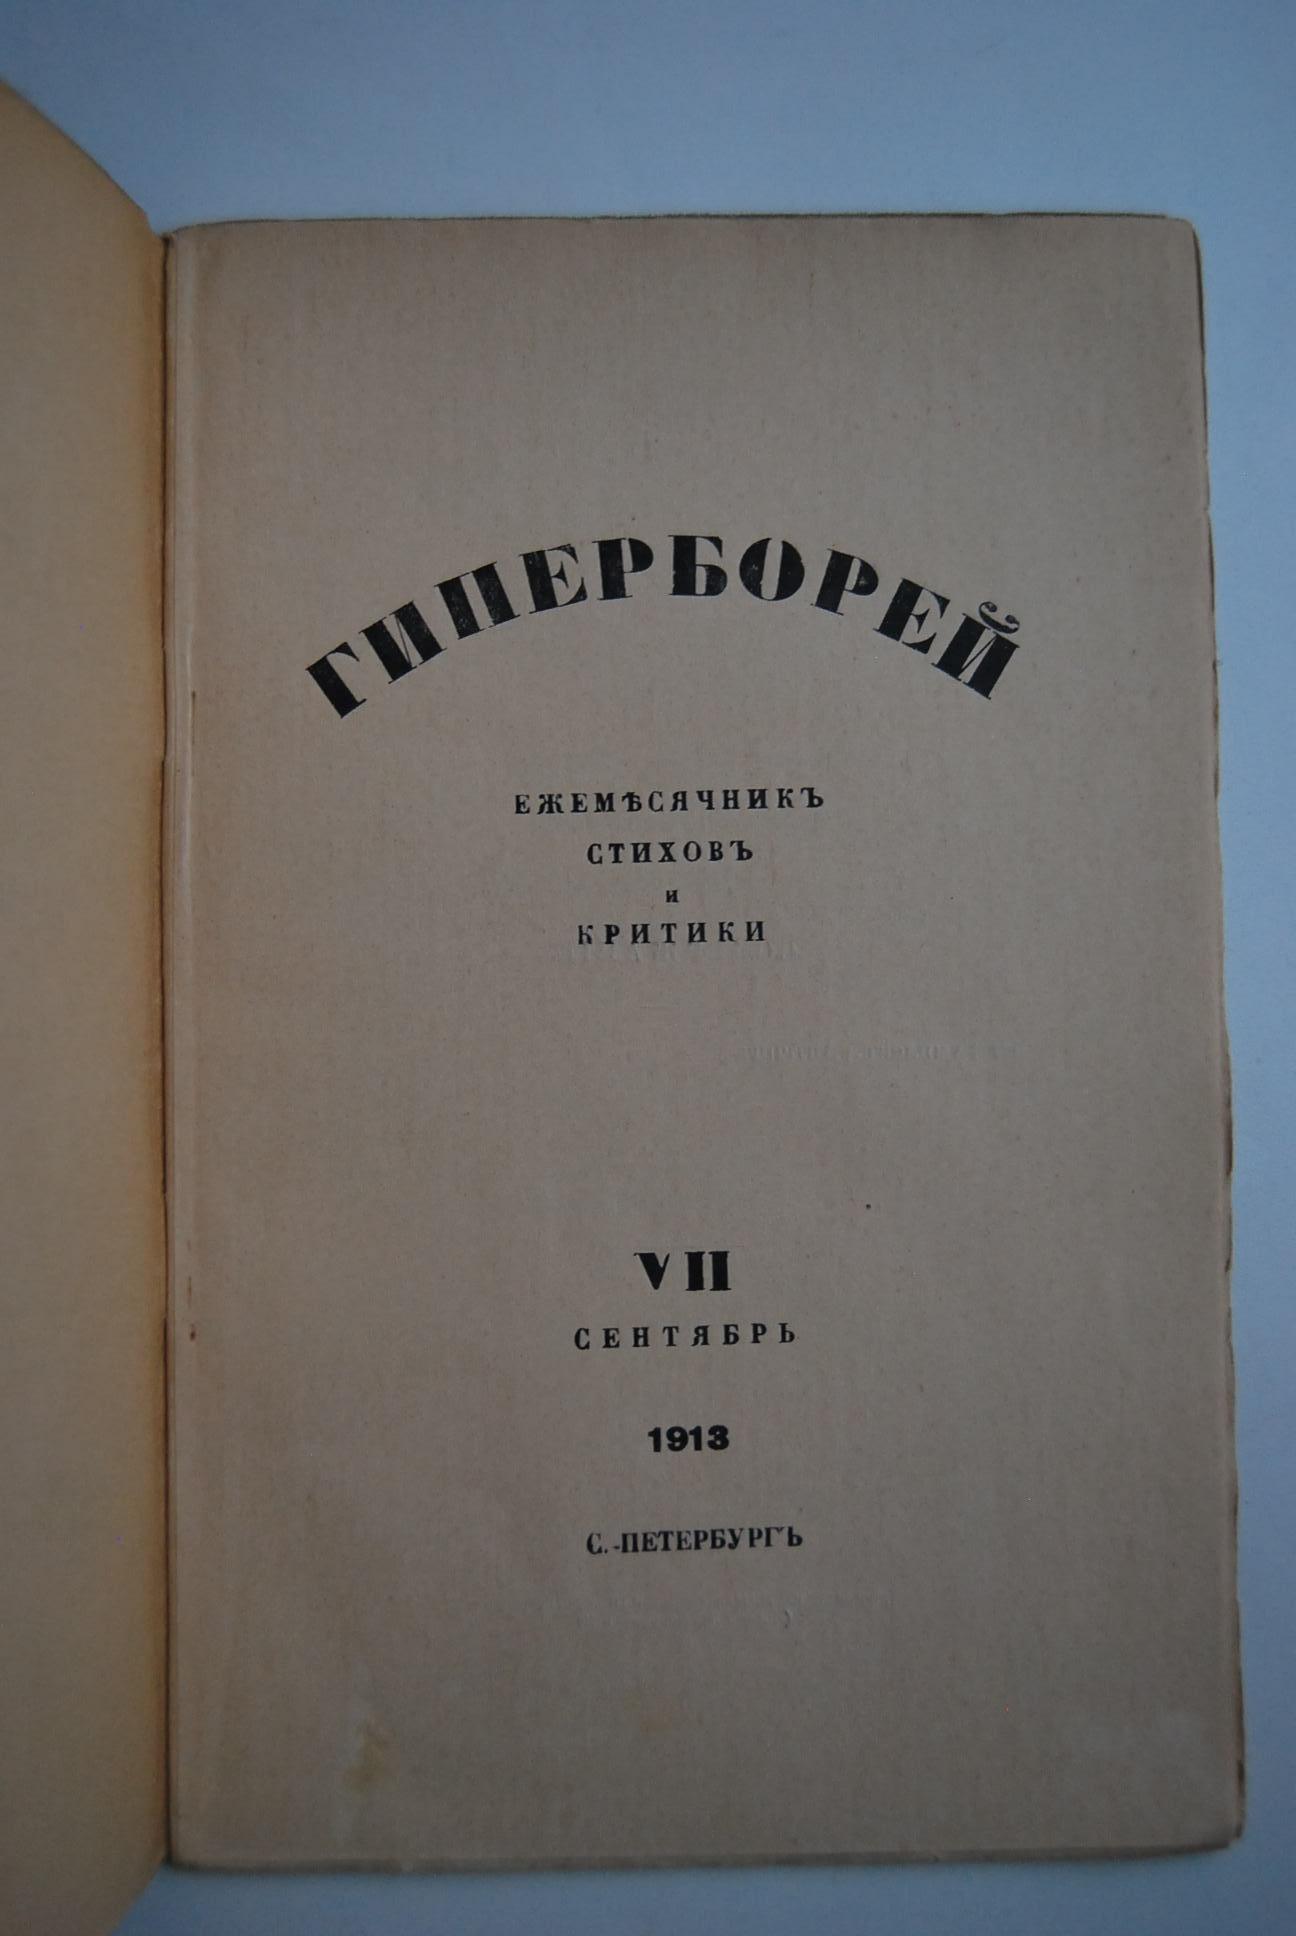 ГИПЕРБОРЕЙ
ЕЖЕМѢСЯЧНИКЪ
СТИХОВЪ
И
КРИТИКИ
VII
СЕНТЯБРЬ
1913
С.-ПЕТЕРБУРГЪ